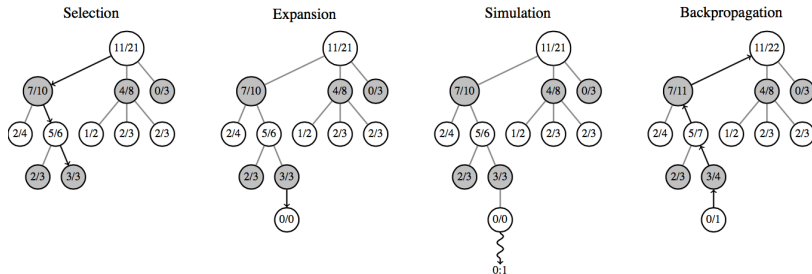 Selection Expansion Simulation Backpropagation
11/21 11/21 11/21 11/22
7/10 4/8 0/3 7/10 4/8 0/3 7/10 4/8 0/3 7/11 4/8 0/3
2/4 5/6 1/2 2/3 2/3 2/4 5/6 1/2 2/3 2/3 2/4 5/6 1/2 2/3 2/3 2/4 5/7 1/2 2/3 2/3
2/3 3/3 2/3 3/3 2/3 3/3 2/3 3/4
0/0 0/0 0/1
0:1